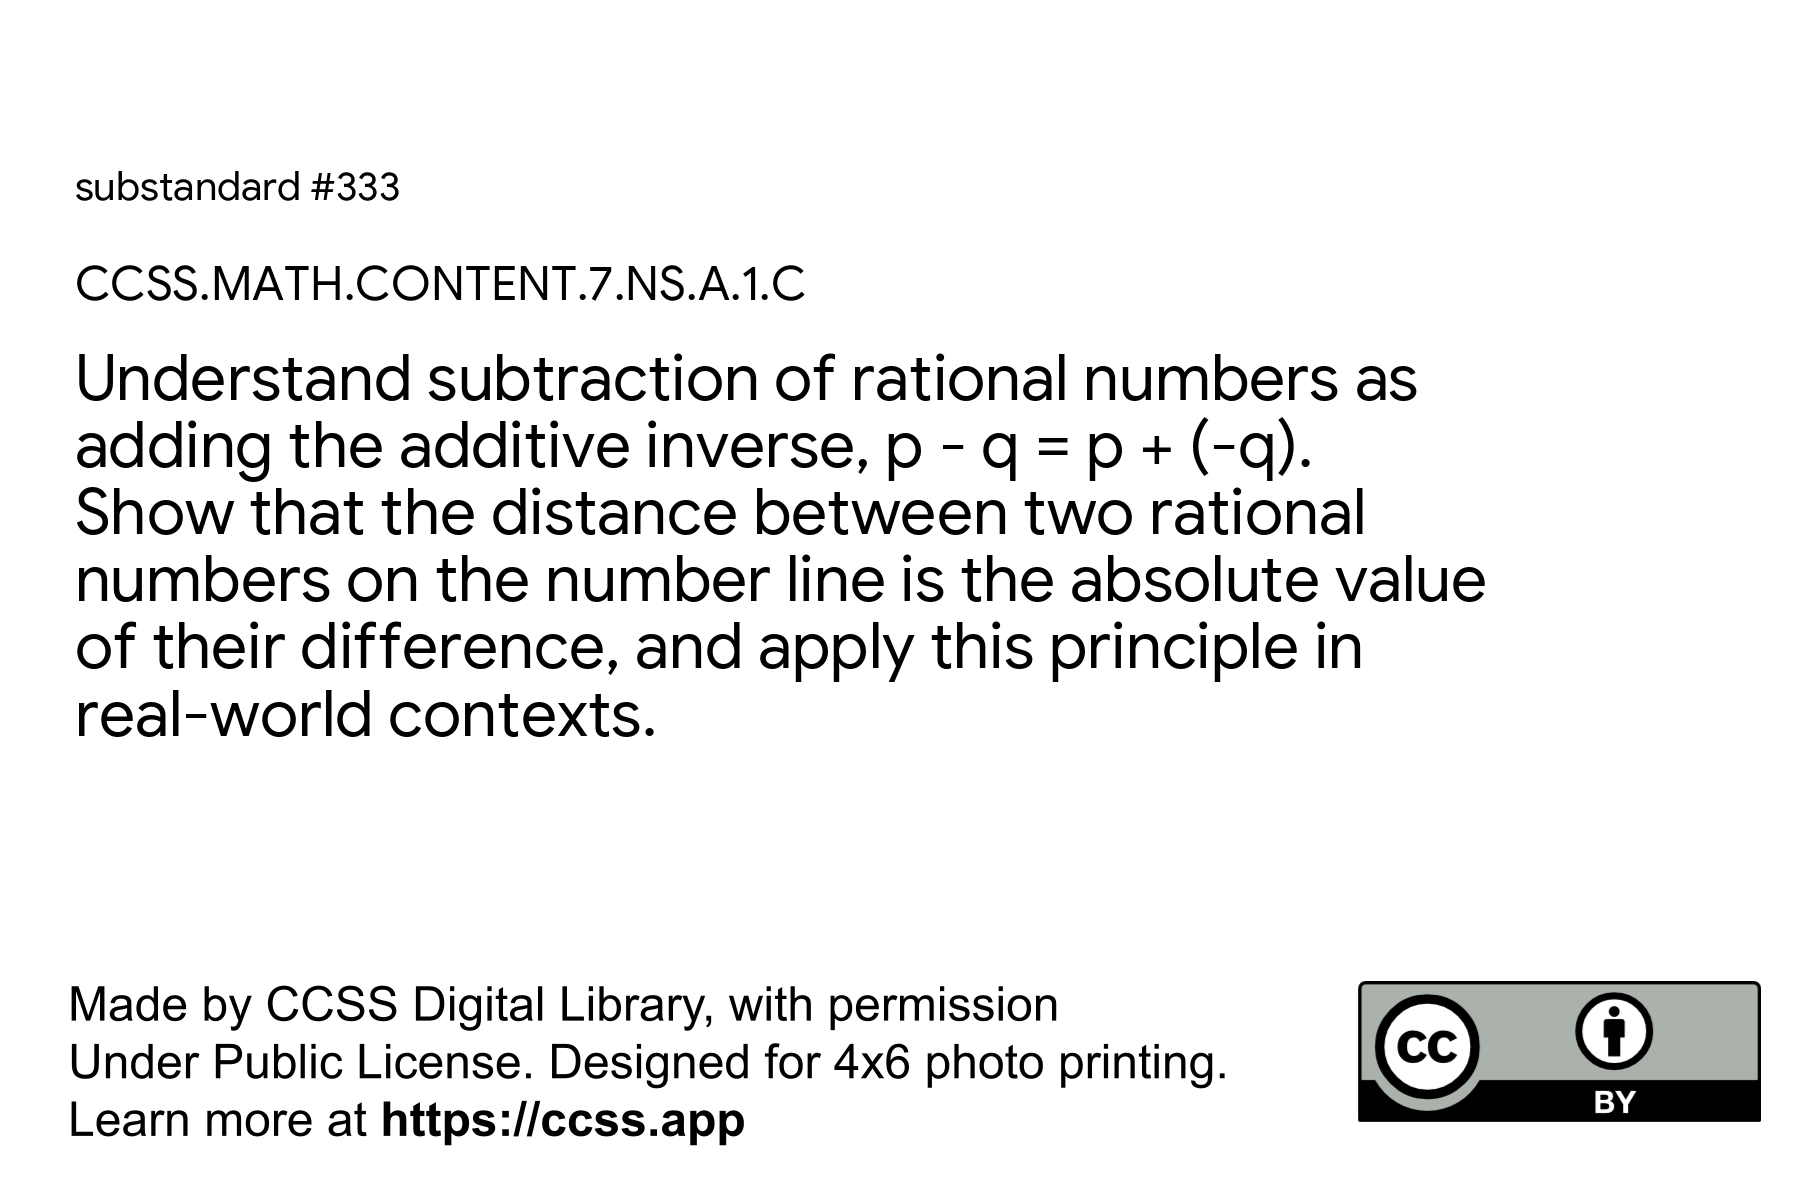 substandard #333
CCSS.MATH.CONTENT.7.NS.A.1.C
Understand subtraction of rational numbers as
adding the additive inverse, p - q = p + (-q).
Show that the distance between two rational
numbers on the number line is the absolute value
of their difference, and apply this principle in
real-world contexts.
Made by CCSS Digital Library, with permission
Under Public License. Designed for 4x6 photo printing.
Learn more at https://ccss.app
CC
BY